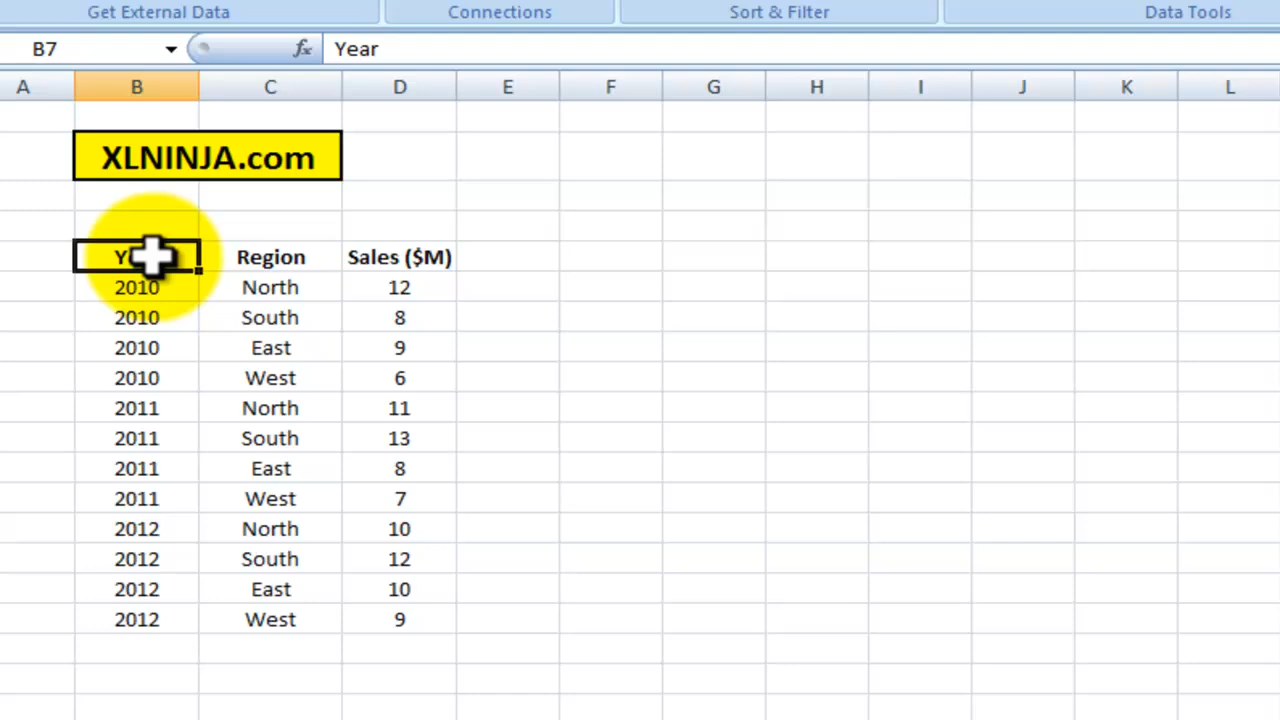 Get External Data Connections Sort & Filter Data Tools
B7 fx Year
A B C D E F G H I J K L
XLNINJA.com
Y Region Sales ($M)
2010 North 12
2010 South 8
2010 East 9
2010 West 6
2011 North 11
2011 South 13
2011 East 8
2011 West 7
2012 North 10
2012 South 12
2012 East 10
2012 West 9